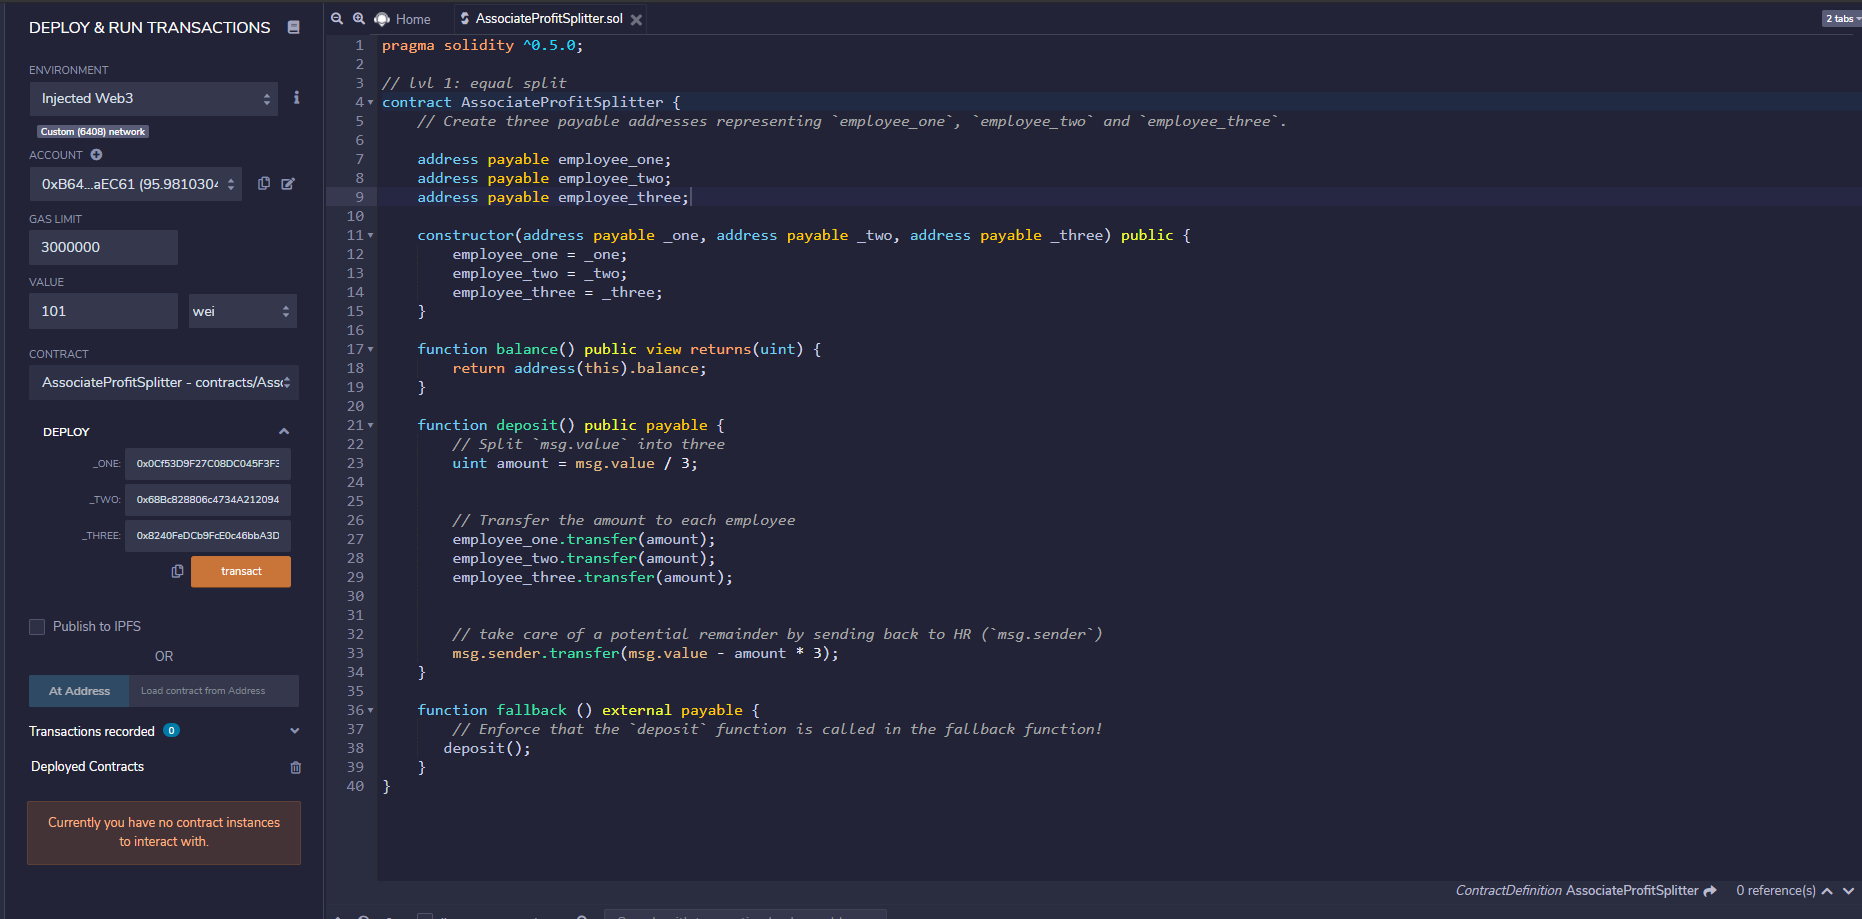 DEPLOY & RUN TRANSACTIONS
ENVIRONMENT
Injected Web3
Custom (6408) network
ACCOUNT
0xB64...aEC61 (95.9810304
GAS LIMIT
3000000
VALUE
101
wei
CONTRACT
AssociateProfitSplitter - contracts/Asso
DEPLOY
_ONE:
0x0Cf53D9F27C08DC045F3F3
_TWO:
0x68Bc828806c4734A212094
_THREE:
0x8240FeDCb9FcE0c46bbA3D
transact
Publish to IPFS
OR
At Address
Load contract from Address
Transactions recorded 0
Deployed Contracts
Currently you have no contract instances
to interact with.
Home
AssociateProfitSplitter.sol
2 tabs
1 pragma solidity ^0.5.0;
2
3 // lvl 1: equal split
4 contract AssociateProfitSplitter {
5     // Create three payable addresses representing `employee_one`, `employee_two` and `employee_three`.
6
7     address payable employee_one;
8     address payable employee_two;
9     address payable employee_three;
10
11     constructor(address payable _one, address payable _two, address payable _three) public {
12         employee_one = _one;
13         employee_two = _two;
14         employee_three = _three;
15     }
16
17     function balance() public view returns(uint) {
18         return address(this).balance;
19     }
20
21     function deposit() public payable {
22         // Split `msg.value` into three
23         uint amount = msg.value / 3;
24
25
26         // Transfer the amount to each employee
27         employee_one.transfer(amount);
28         employee_two.transfer(amount);
29         employee_three.transfer(amount);
30
31
32         // take care of a potential remainder by sending back to HR (`msg.sender`)
33         msg.sender.transfer(msg.value - amount * 3);
34     }
35
36     function fallback () external payable {
37         // Enforce that the `deposit` function is called in the fallback function!
38        deposit();
39     }
40 }
ContractDefinition AssociateProfitSplitter
0 reference(s)